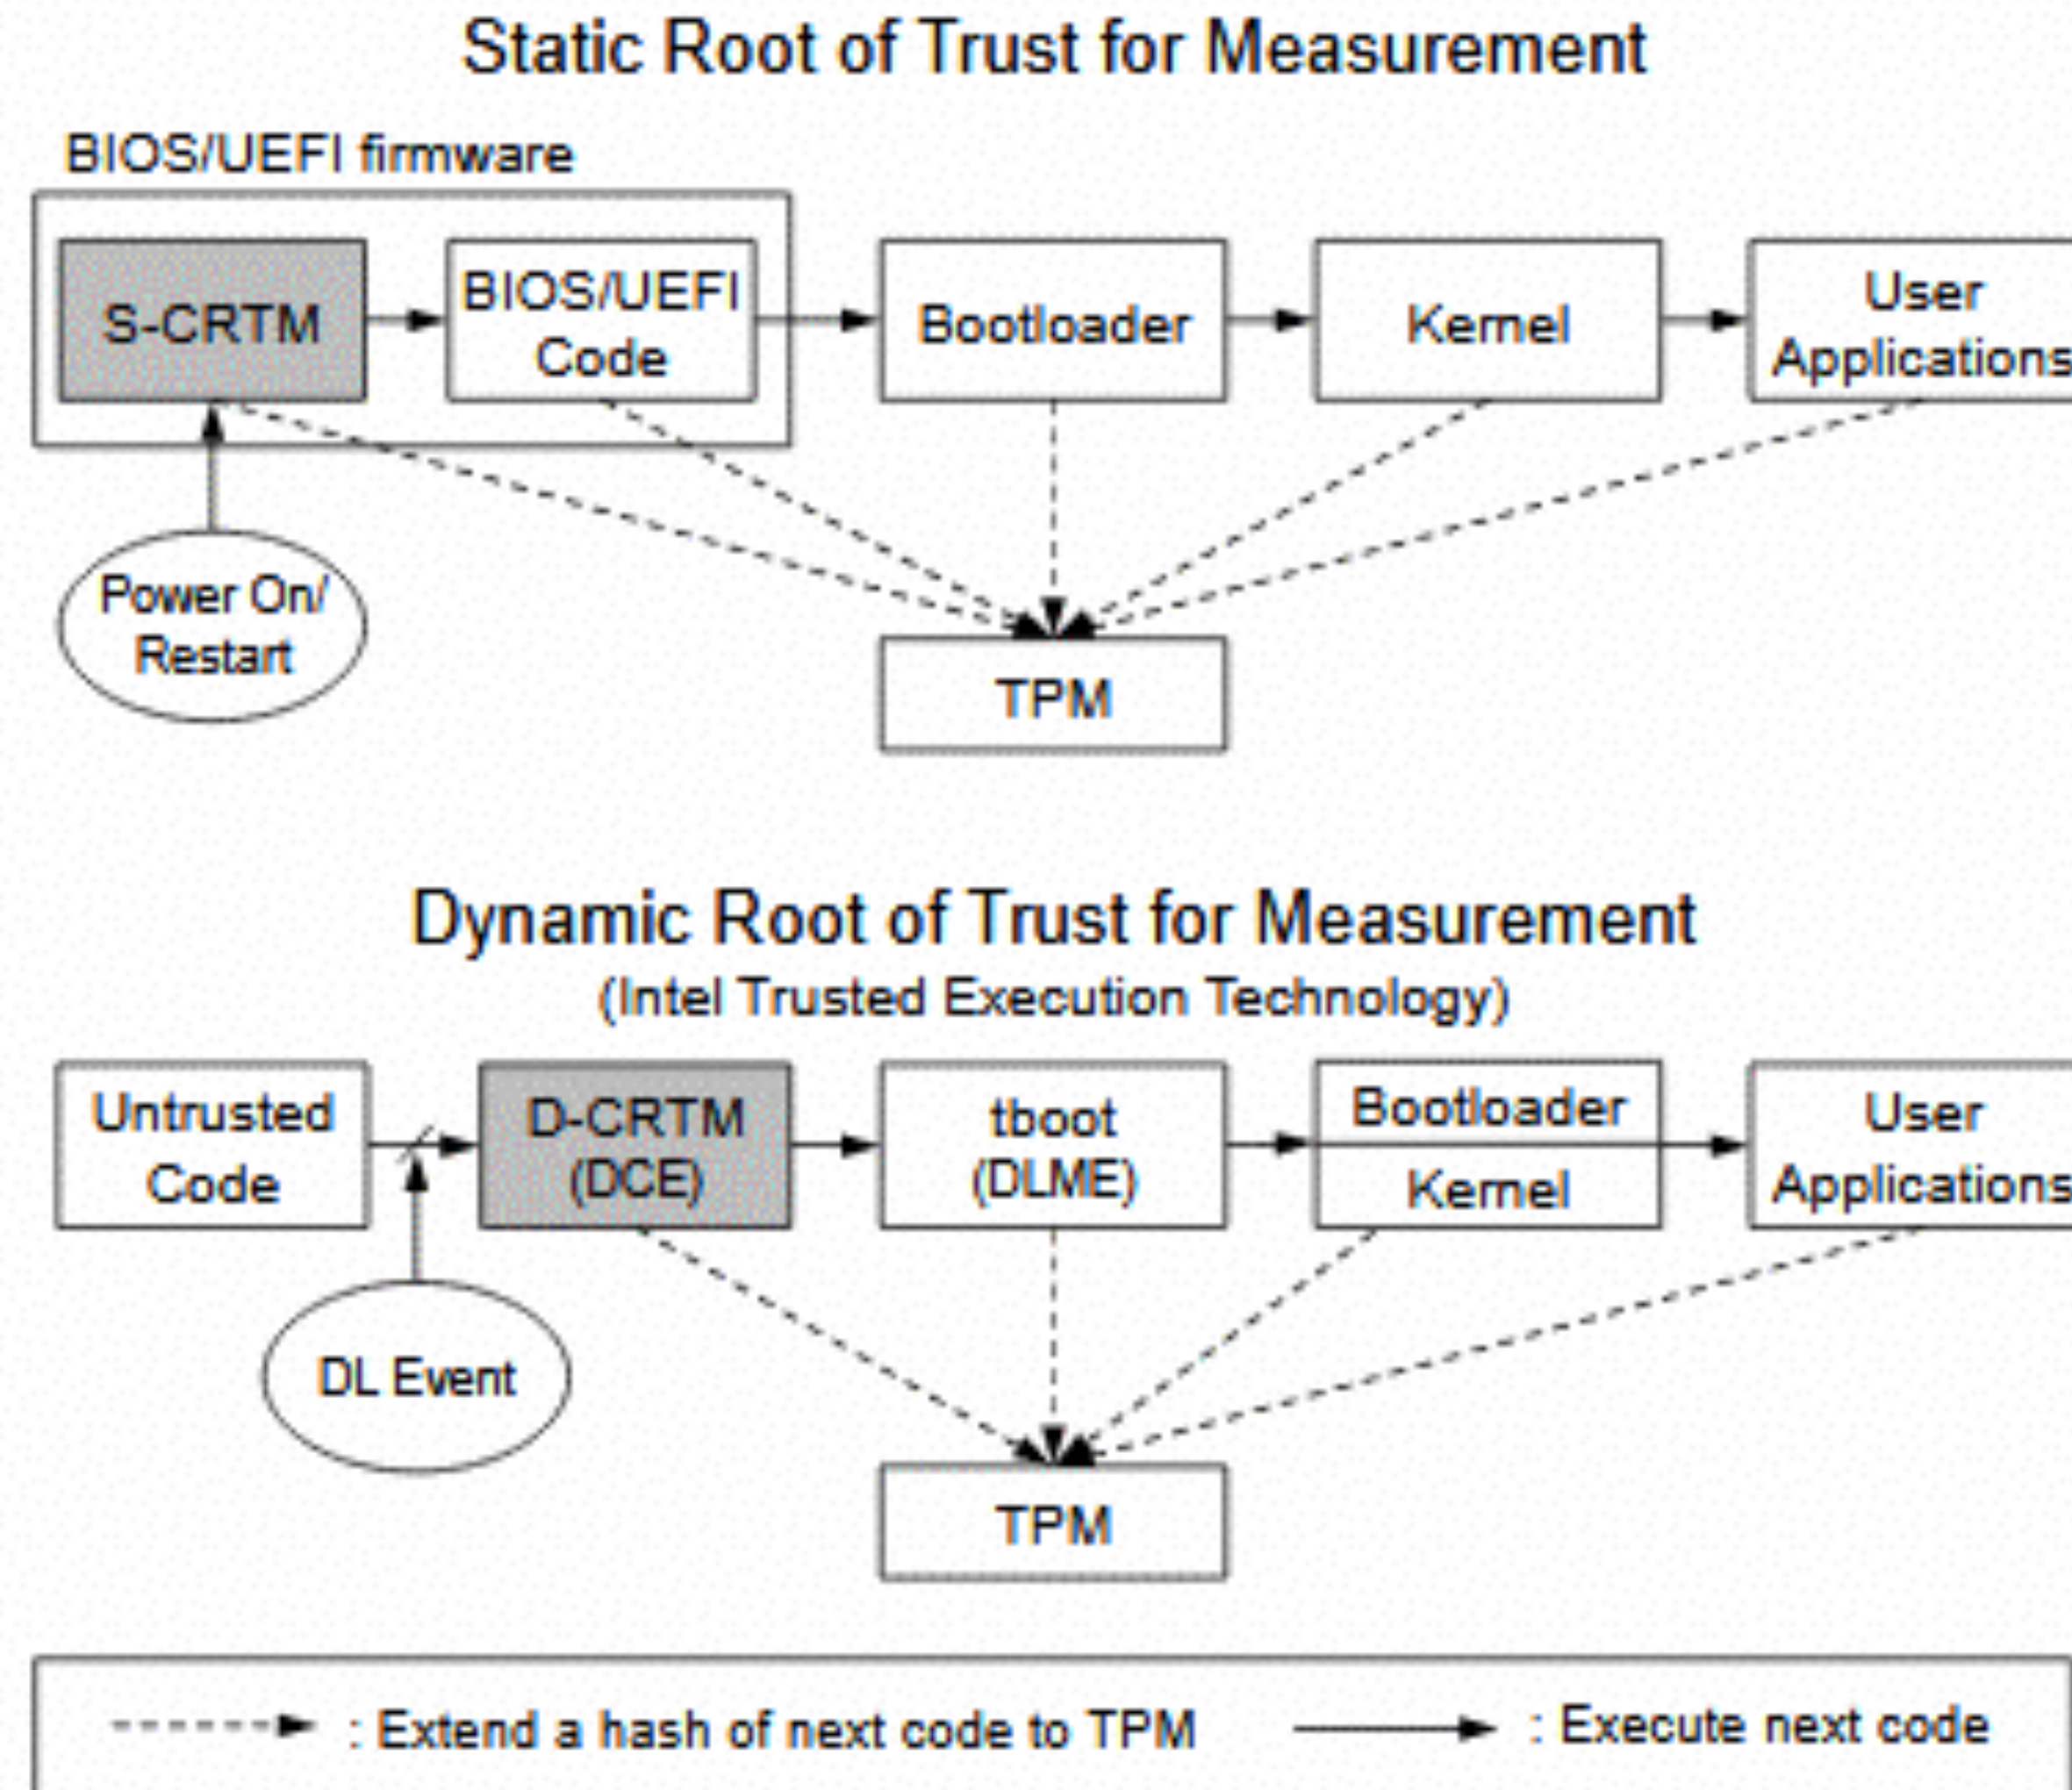 Static Root of Trust for Measurement
BIOS/UEFI firmware
S-CRTM
BIOS/UEFI
Code
Bootloader
Kernel
User
Applications
Power On/
Restart
TPM
Dynamic Root of Trust for Measurement
(Intel Trusted Execution Technology)
Untrusted
Code
D-CRTM
(DCE)
tboot
(DLME)
Bootloader
Kernel
User
Applications
DL Event
TPM
: Extend a hash of next code to TPM
: Execute next code